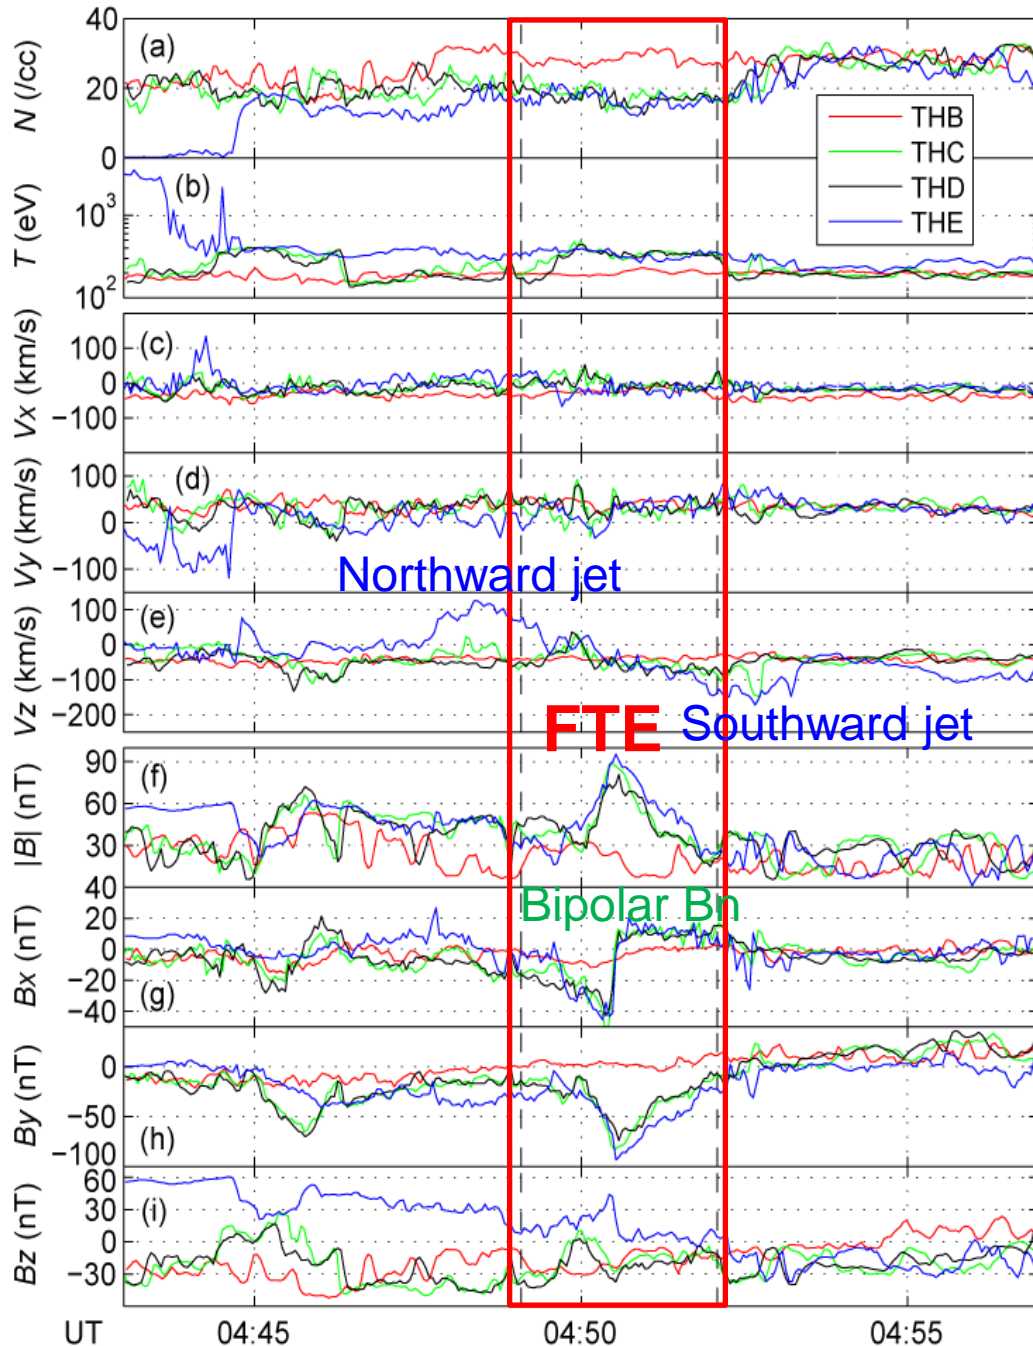 40
20
0
N (/cc)
(a)
THB
THC
THD
THE
10³
10²
T (eV)
(b)
100
0
−100
Vx (km/s)
(c)
100
0
−100
Vy (km/s)
(d)
Northward jet
100
0
−100
−200
Vz (km/s)
(e)
FTE
Southward jet
90
60
30
|B| (nT)
(f)
40
20
0
−20
−40
Bx (nT)
(g)
Bipolar Bn
0
−50
−100
By (nT)
(h)
60
30
0
−30
Bz (nT)
(i)
UT 04:45 04:50 04:55